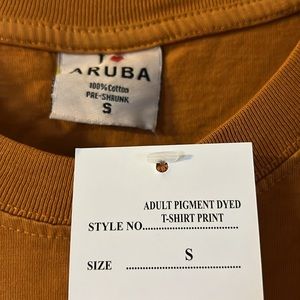 ARUBA
100% Cotton
PRE-SHRUNK
S
ADULT PIGMENT DYED
STYLE NO. T-SHIRT PRINT
SIZE S